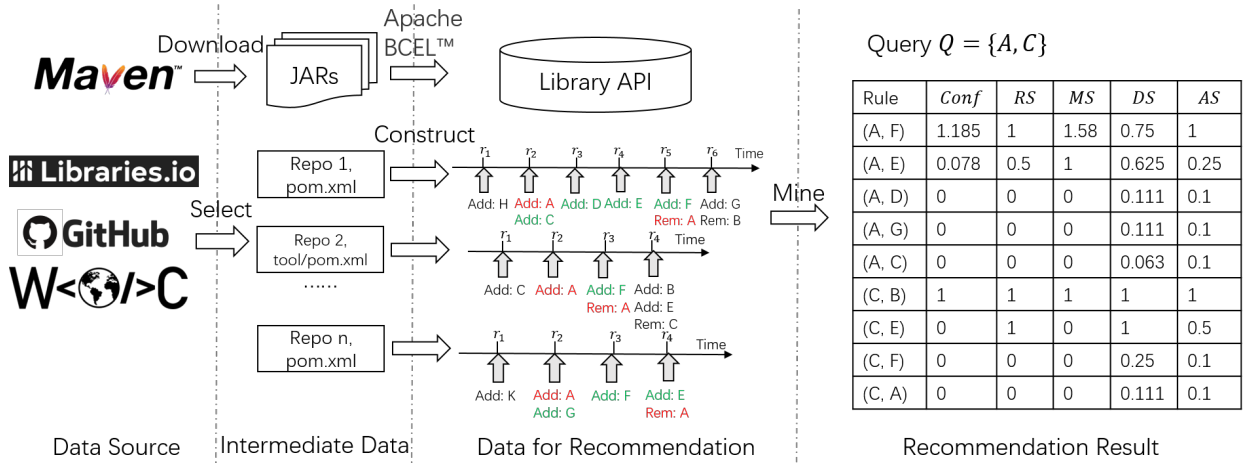 Download
Apache
BCEL™
Maven™
JARs
Library API
Construct
Libraries.io
GitHub
W</>C
Select
Repo 1,
pom.xml
Repo 2,
tool/pom.xml
……
Repo n,
pom.xml
r1 r2 r3 r4 r5 r6 Time
Add: H Add: A Add: D Add: E Add: F Add: G
Add: C Rem: A Rem: B
r1 r2 r3 r4 Time
Add: C Add: A Add: F Add: B
Rem: A Add: E
Rem: C
r1 r2 r3 r4 Time
Add: K Add: A Add: F Add: E
Add: G Rem: A
Mine
Query Q = {A, C}
Rule Conf RS MS DS AS
(A, F) 1.185 1 1.58 0.75 1
(A, E) 0.078 0.5 1 0.625 0.25
(A, D) 0 0 0 0.111 0.1
(A, G) 0 0 0 0.111 0.1
(A, C) 0 0 0 0.063 0.1
(C, B) 1 1 1 1 1
(C, E) 0 1 0 1 0.5
(C, F) 0 0 0 0.25 0.1
(C, A) 0 0 0 0.111 0.1
Data Source
Intermediate Data
Data for Recommendation
Recommendation Result